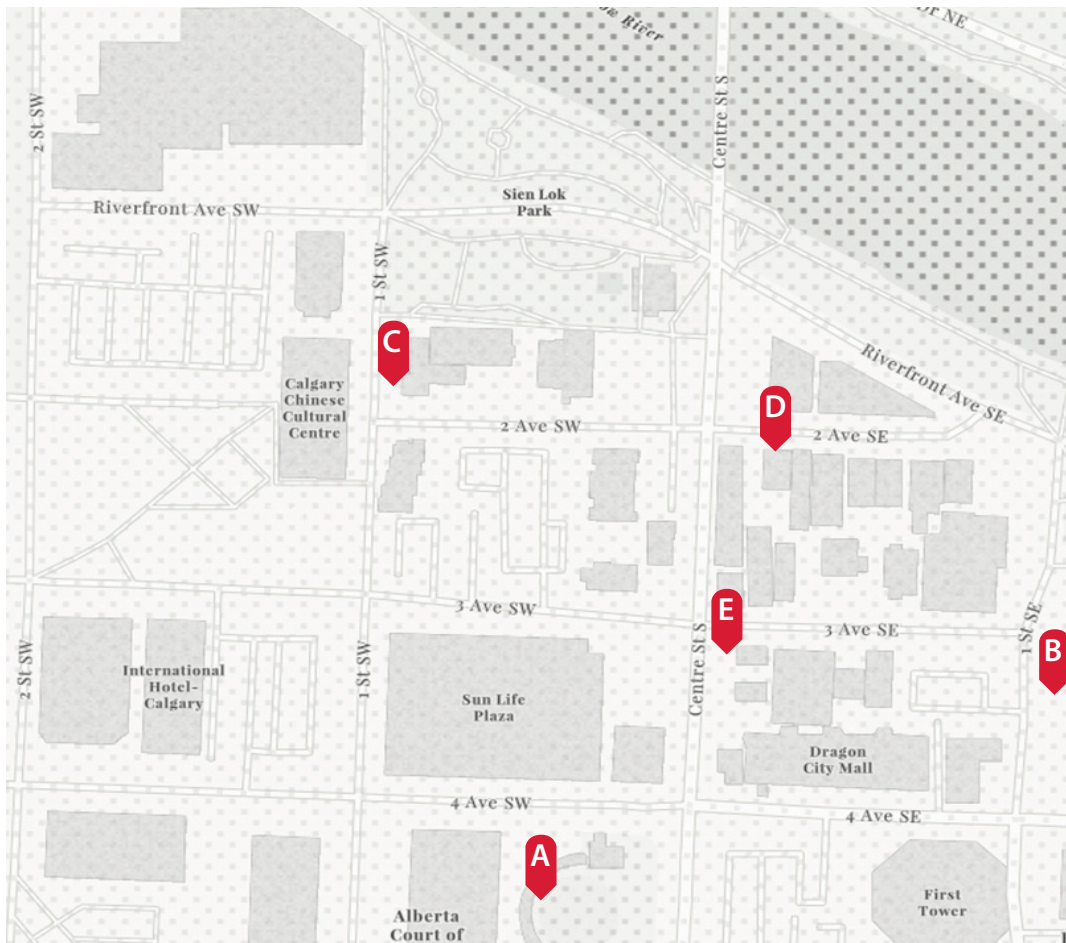 Dr NE
River
2 St SW
Centre St S
Sien Lok
Park
Riverfront Ave SW
1 St SW
C
Riverfront Ave SE
Calgary
Chinese
Cultural
Centre
D
2 Ave SW
2 Ave SE
3 Ave SW
E
3 Ave SE
1 St SE
B
2 St SW
International
Hotel-
Calgary
1 St SW
Sun Life
Plaza
Centre St S
Dragon
City Mall
4 Ave SW
4 Ave SE
A
First
Tower
Alberta
Court of